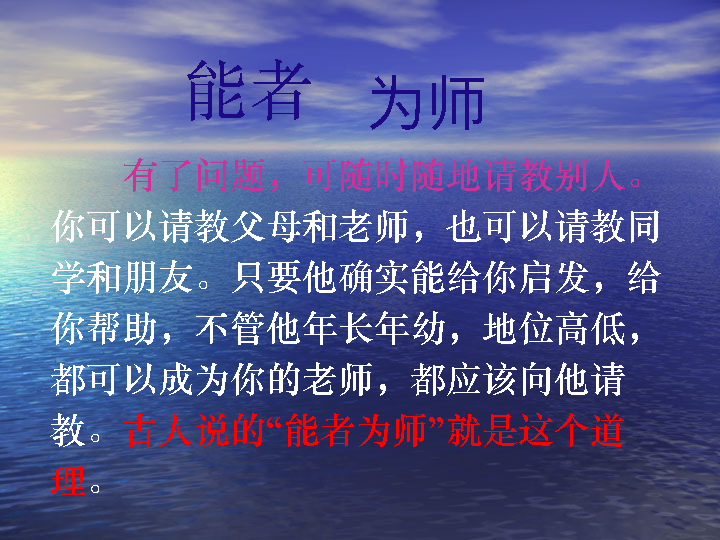 能者 为师
有了问题，可随时随地请教别人。
你可以请教父母和老师，也可以请教同
学和朋友。只要他确实能给你启发，给
你帮助，不管他年长年幼，地位高低，
都可以成为你的老师，都应该向他请
教。古人说的“能者为师”就是这个道
理。